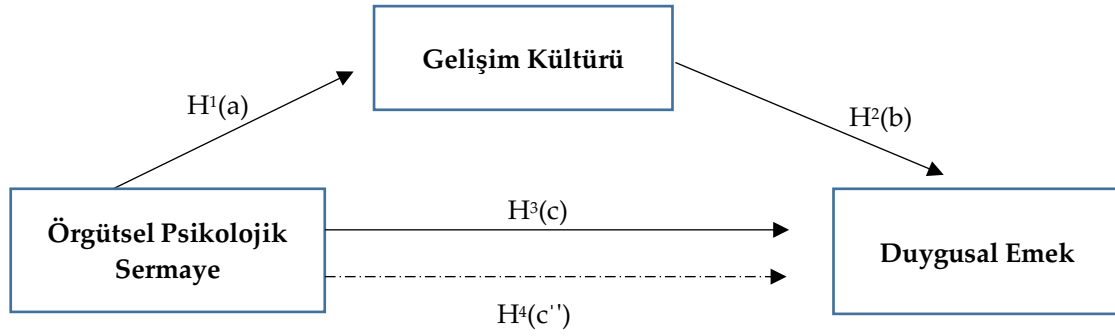 Gelişim Kültürü
H¹(a)
H²(b)
Örgütsel Psikolojik
Sermaye
H³(c)
Duygusal Emek
H⁴(c'')